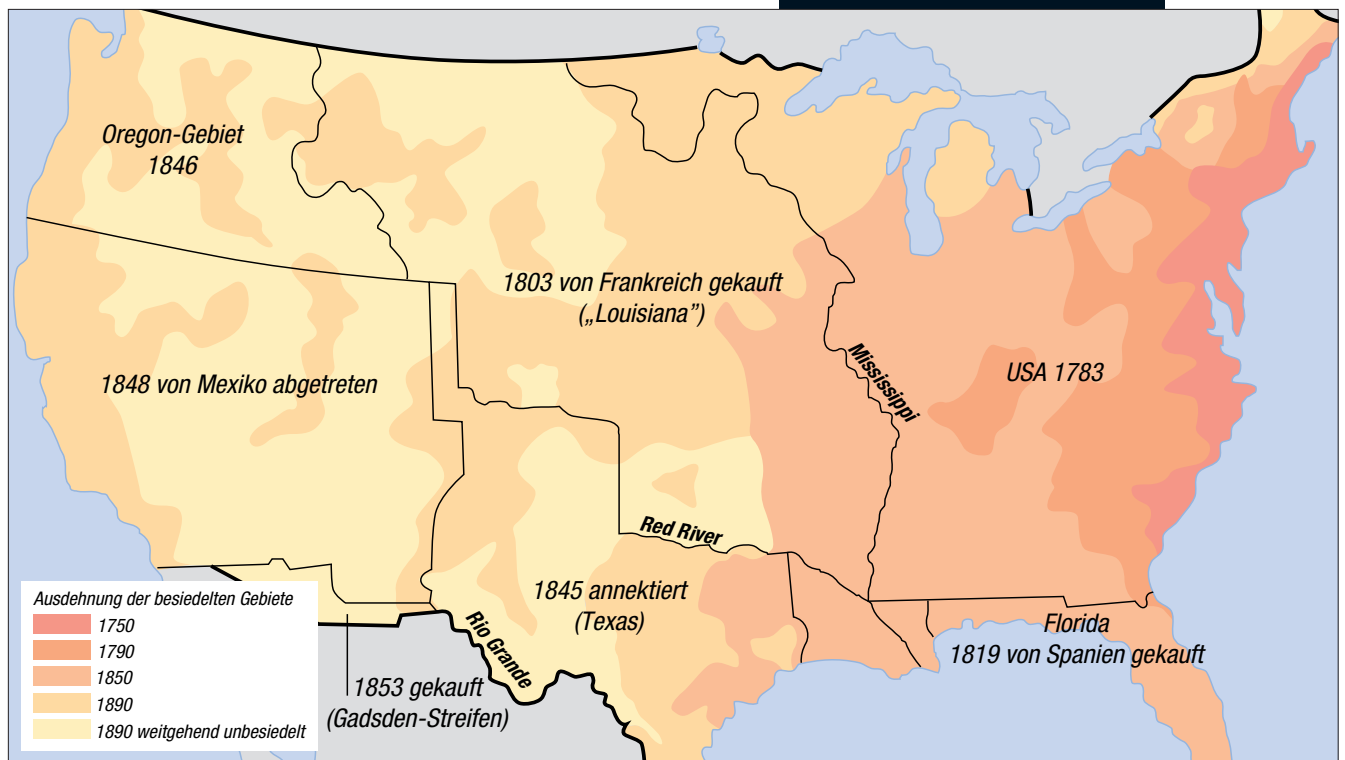 Oregon-Gebiet
1846
1803 von Frankreich gekauft
(„Louisiana”)
1848 von Mexiko abgetreten
Mississippi
USA 1783
Red River
1845 annektiert
(Texas)
Rio Grande
Florida
1819 von Spanien gekauft
1853 gekauft
(Gadsden-Streifen)
Ausdehnung der besiedelten Gebiete
1750
1790
1850
1890
1890 weitgehend unbesiedelt